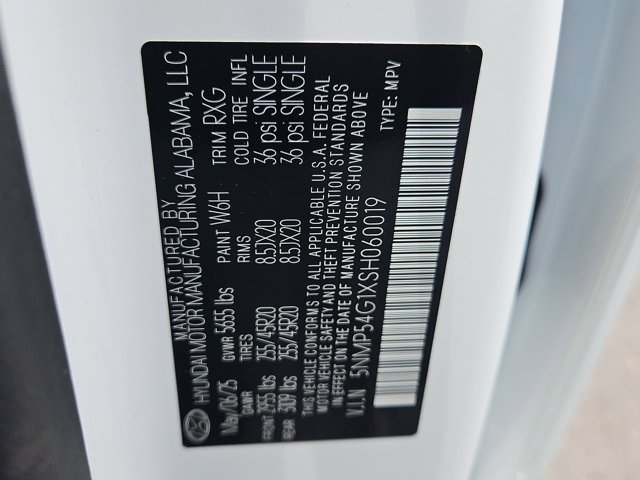 MANUFACTURED BY
HYUNDAI MOTOR MANUFACTURING ALABAMA, LLC
May/06/25 GVWR 5655 lbs PAINT W6H TRIM RXG
GAWR TIRES RIMS COLD TIRE INFL
FRONT 2955 lbs 255/45R20 8.5JX20 36 psi SINGLE
REAR 3109 lbs 255/45R20 8.5JX20 36 psi SINGLE
THIS VEHICLE CONFORMS TO ALL APPLICABLE U.S.A. FEDERAL
MOTOR VEHICLE SAFETY AND THEFT PREVENTION STANDARDS
IN EFFECT ON THE DATE OF MANUFACTURE SHOWN ABOVE
V.I.N 5NMP54G1XSH060019 TYPE: MPV